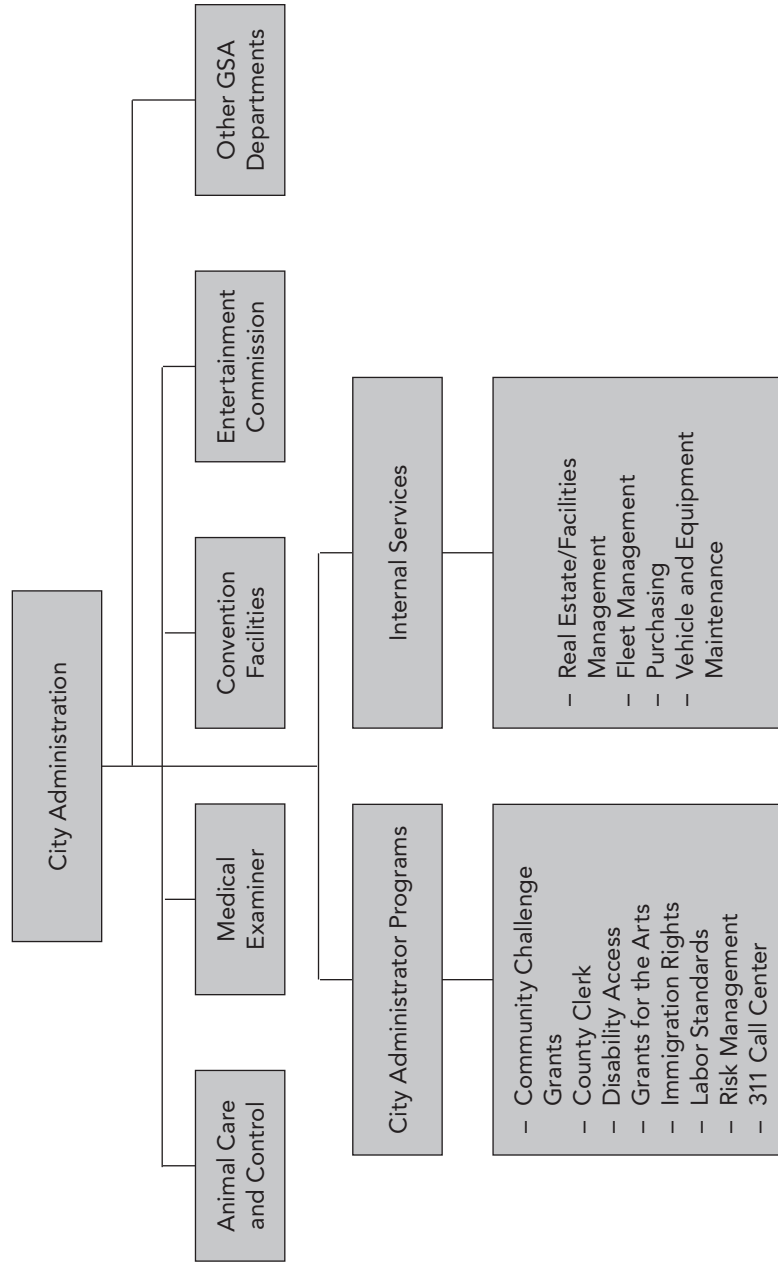 City Administration
Animal Care
and Control
Medical
Examiner
Convention
Facilities
Entertainment
Commission
Other GSA
Departments
City Administrator Programs
Internal Services
– Community Challenge
Grants
– County Clerk
– Disability Access
– Grants for the Arts
– Immigration Rights
– Labor Standards
– Risk Management
– 311 Call Center
– Real Estate/Facilities
Management
– Fleet Management
– Purchasing
– Vehicle and Equipment
Maintenance